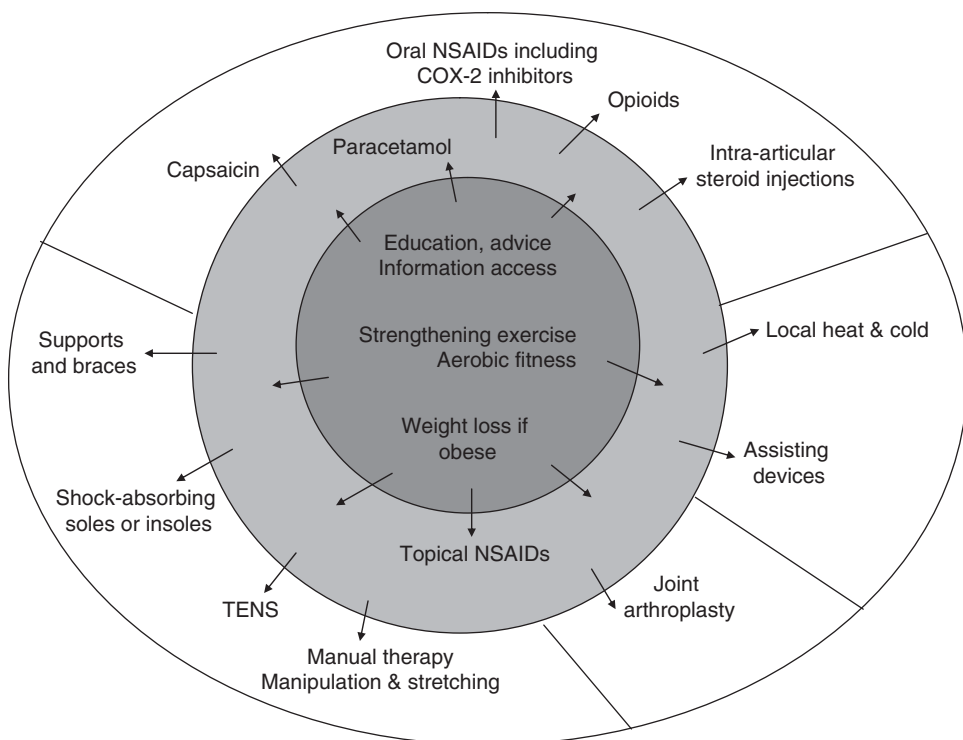 Oral NSAIDs including
COX-2 inhibitors
Opioids
Paracetamol
Capsaicin
Intra-articular
steroid injections
Education, advice
Information access
Supports
and braces
Strengthening exercise
Aerobic fitness
Local heat & cold
Weight loss if
obese
Assisting
devices
Shock-absorbing
soles or insoles
Topical NSAIDs
TENS
Joint
arthroplasty
Manual therapy
Manipulation & stretching